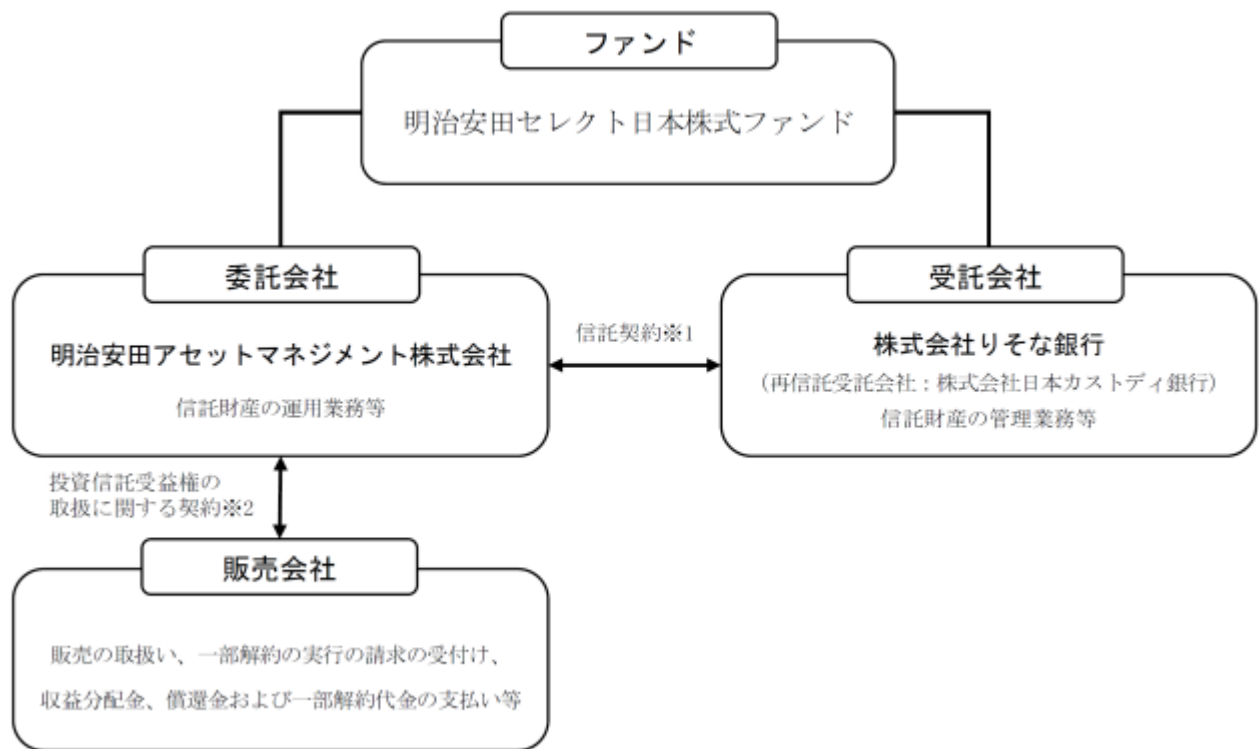 ファンド
明治安田セレクト日本株式ファンド
委託会社
明治安田アセットマネジメント株式会社
信託財産の運用業務等
信託契約※1
受託会社
株式会社りそな銀行
(再信託受託会社:株式会社日本カストディ銀行)
信託財産の管理業務等
投資信託受益権の
取扱に関する契約※2
販売会社
販売の取扱い、一部解約の実行の請求の受付け、
収益分配金、償還金および一部解約代金の支払い等